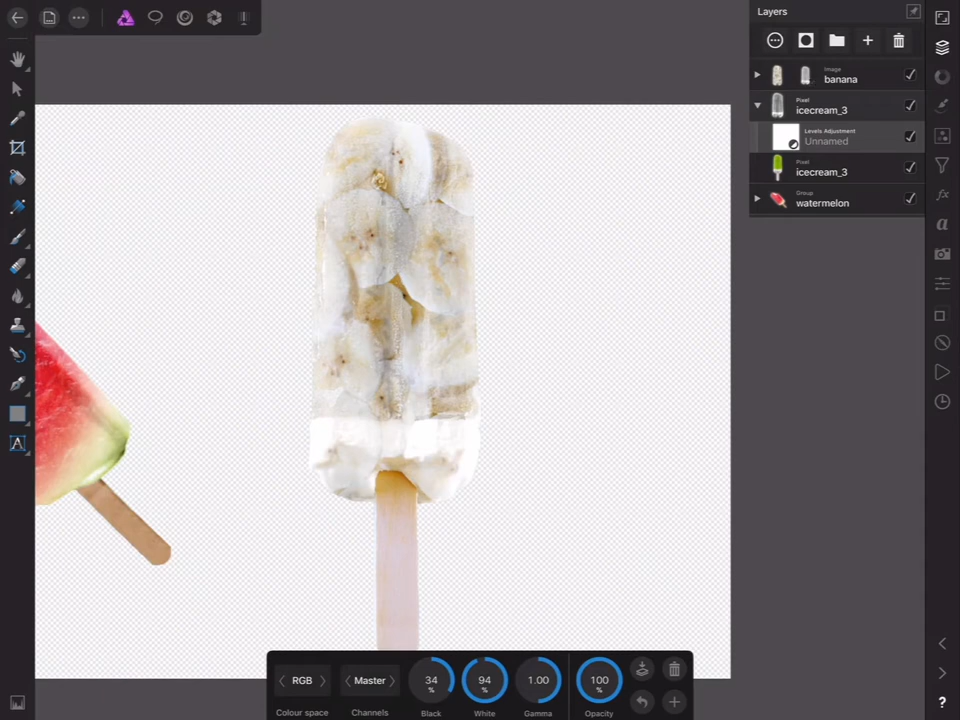 Layers
Image
banana
Pixel
icecream_3
Levels Adjustment
Unnamed
Pixel
icecream_3
Group
watermelon
a
A
fx
RGB
Master
34
%
94
%
1.00
100
%
Colour space
Channels
Black
White
Gamma
Opacity
?